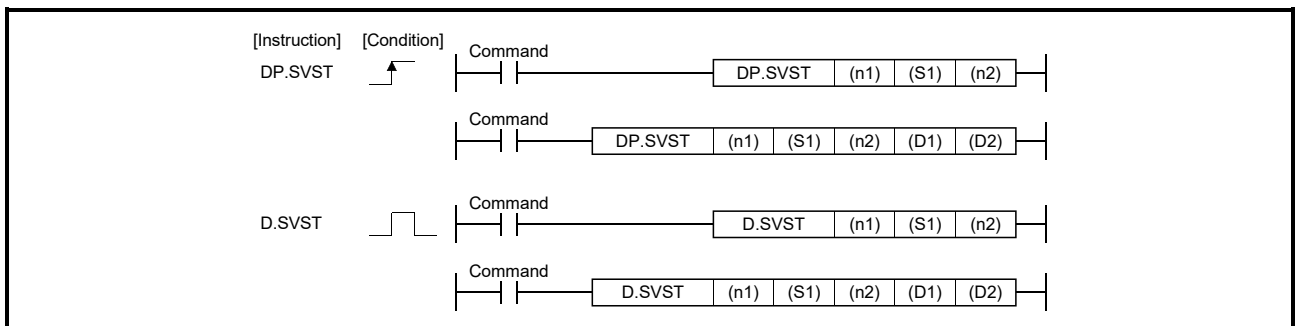 [Instruction] [Condition]
Command
DP.SVST DP.SVST (n1) (S1) (n2)
Command
DP.SVST (n1) (S1) (n2) (D1) (D2)
Command
D.SVST D.SVST (n1) (S1) (n2)
Command
D.SVST (n1) (S1) (n2) (D1) (D2)